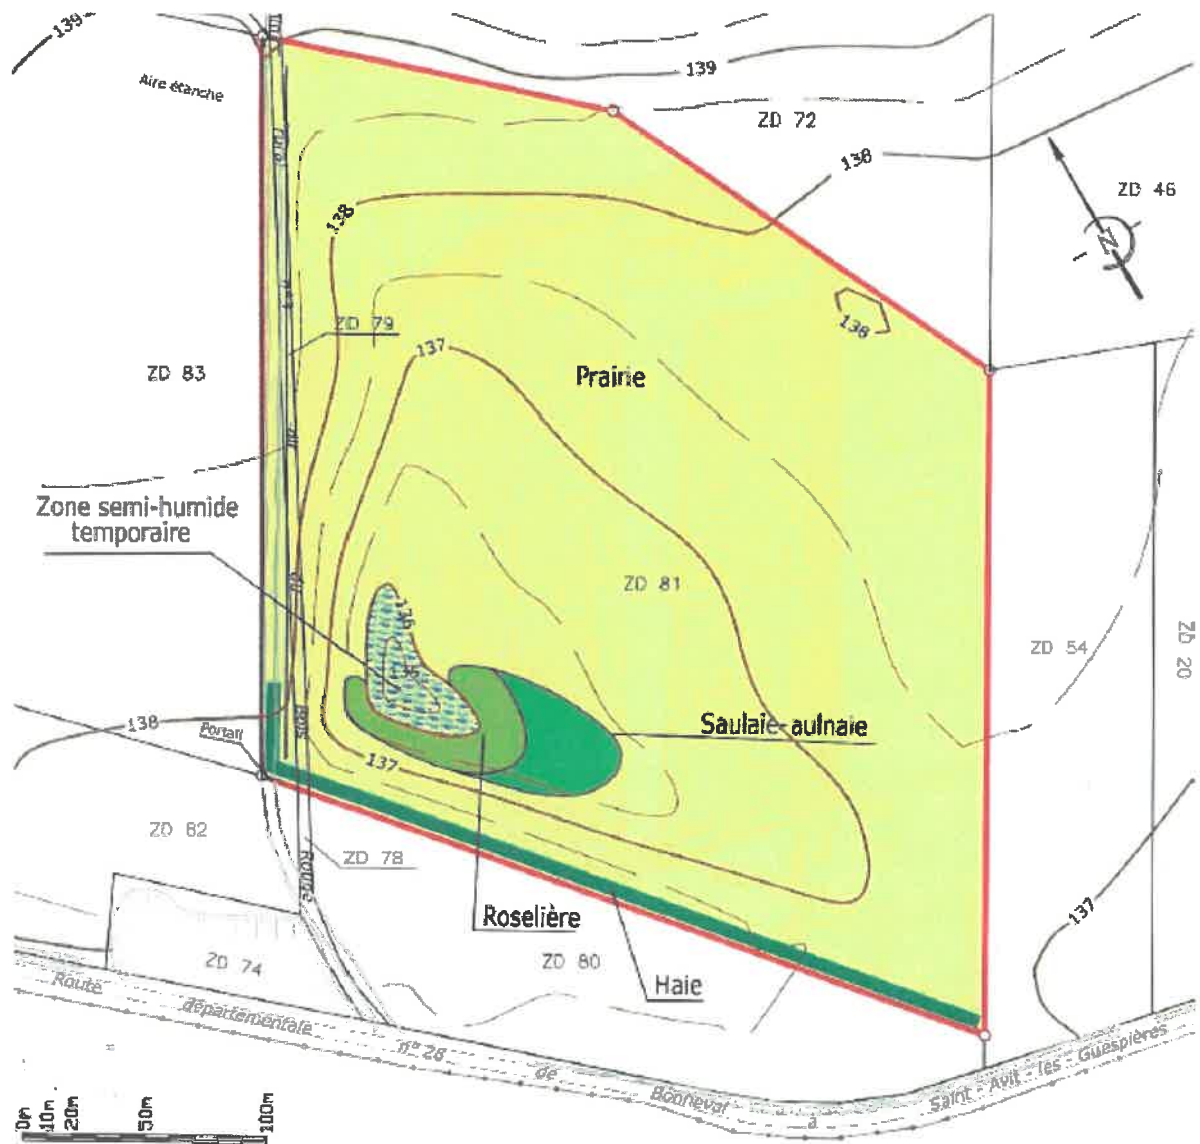 139
139
Aire étanche
ZD 72
138
ZD 46
N
138
138
ZD 79
137
Prairie
ZD 83
Zone semi-humide
temporaire
du
136
ZD 81
ZD 54
ZD 20
138
Portail
Bois
Saulaie-aulnaie
137
ZD 82
ZD 78
Rouge
Roselière
137
ZD 74
ZD 80
Haie
Route départementale n° 28 de Bonneval à Saint - Avit - les - Guespières
0m
10m
20m
50m
100m